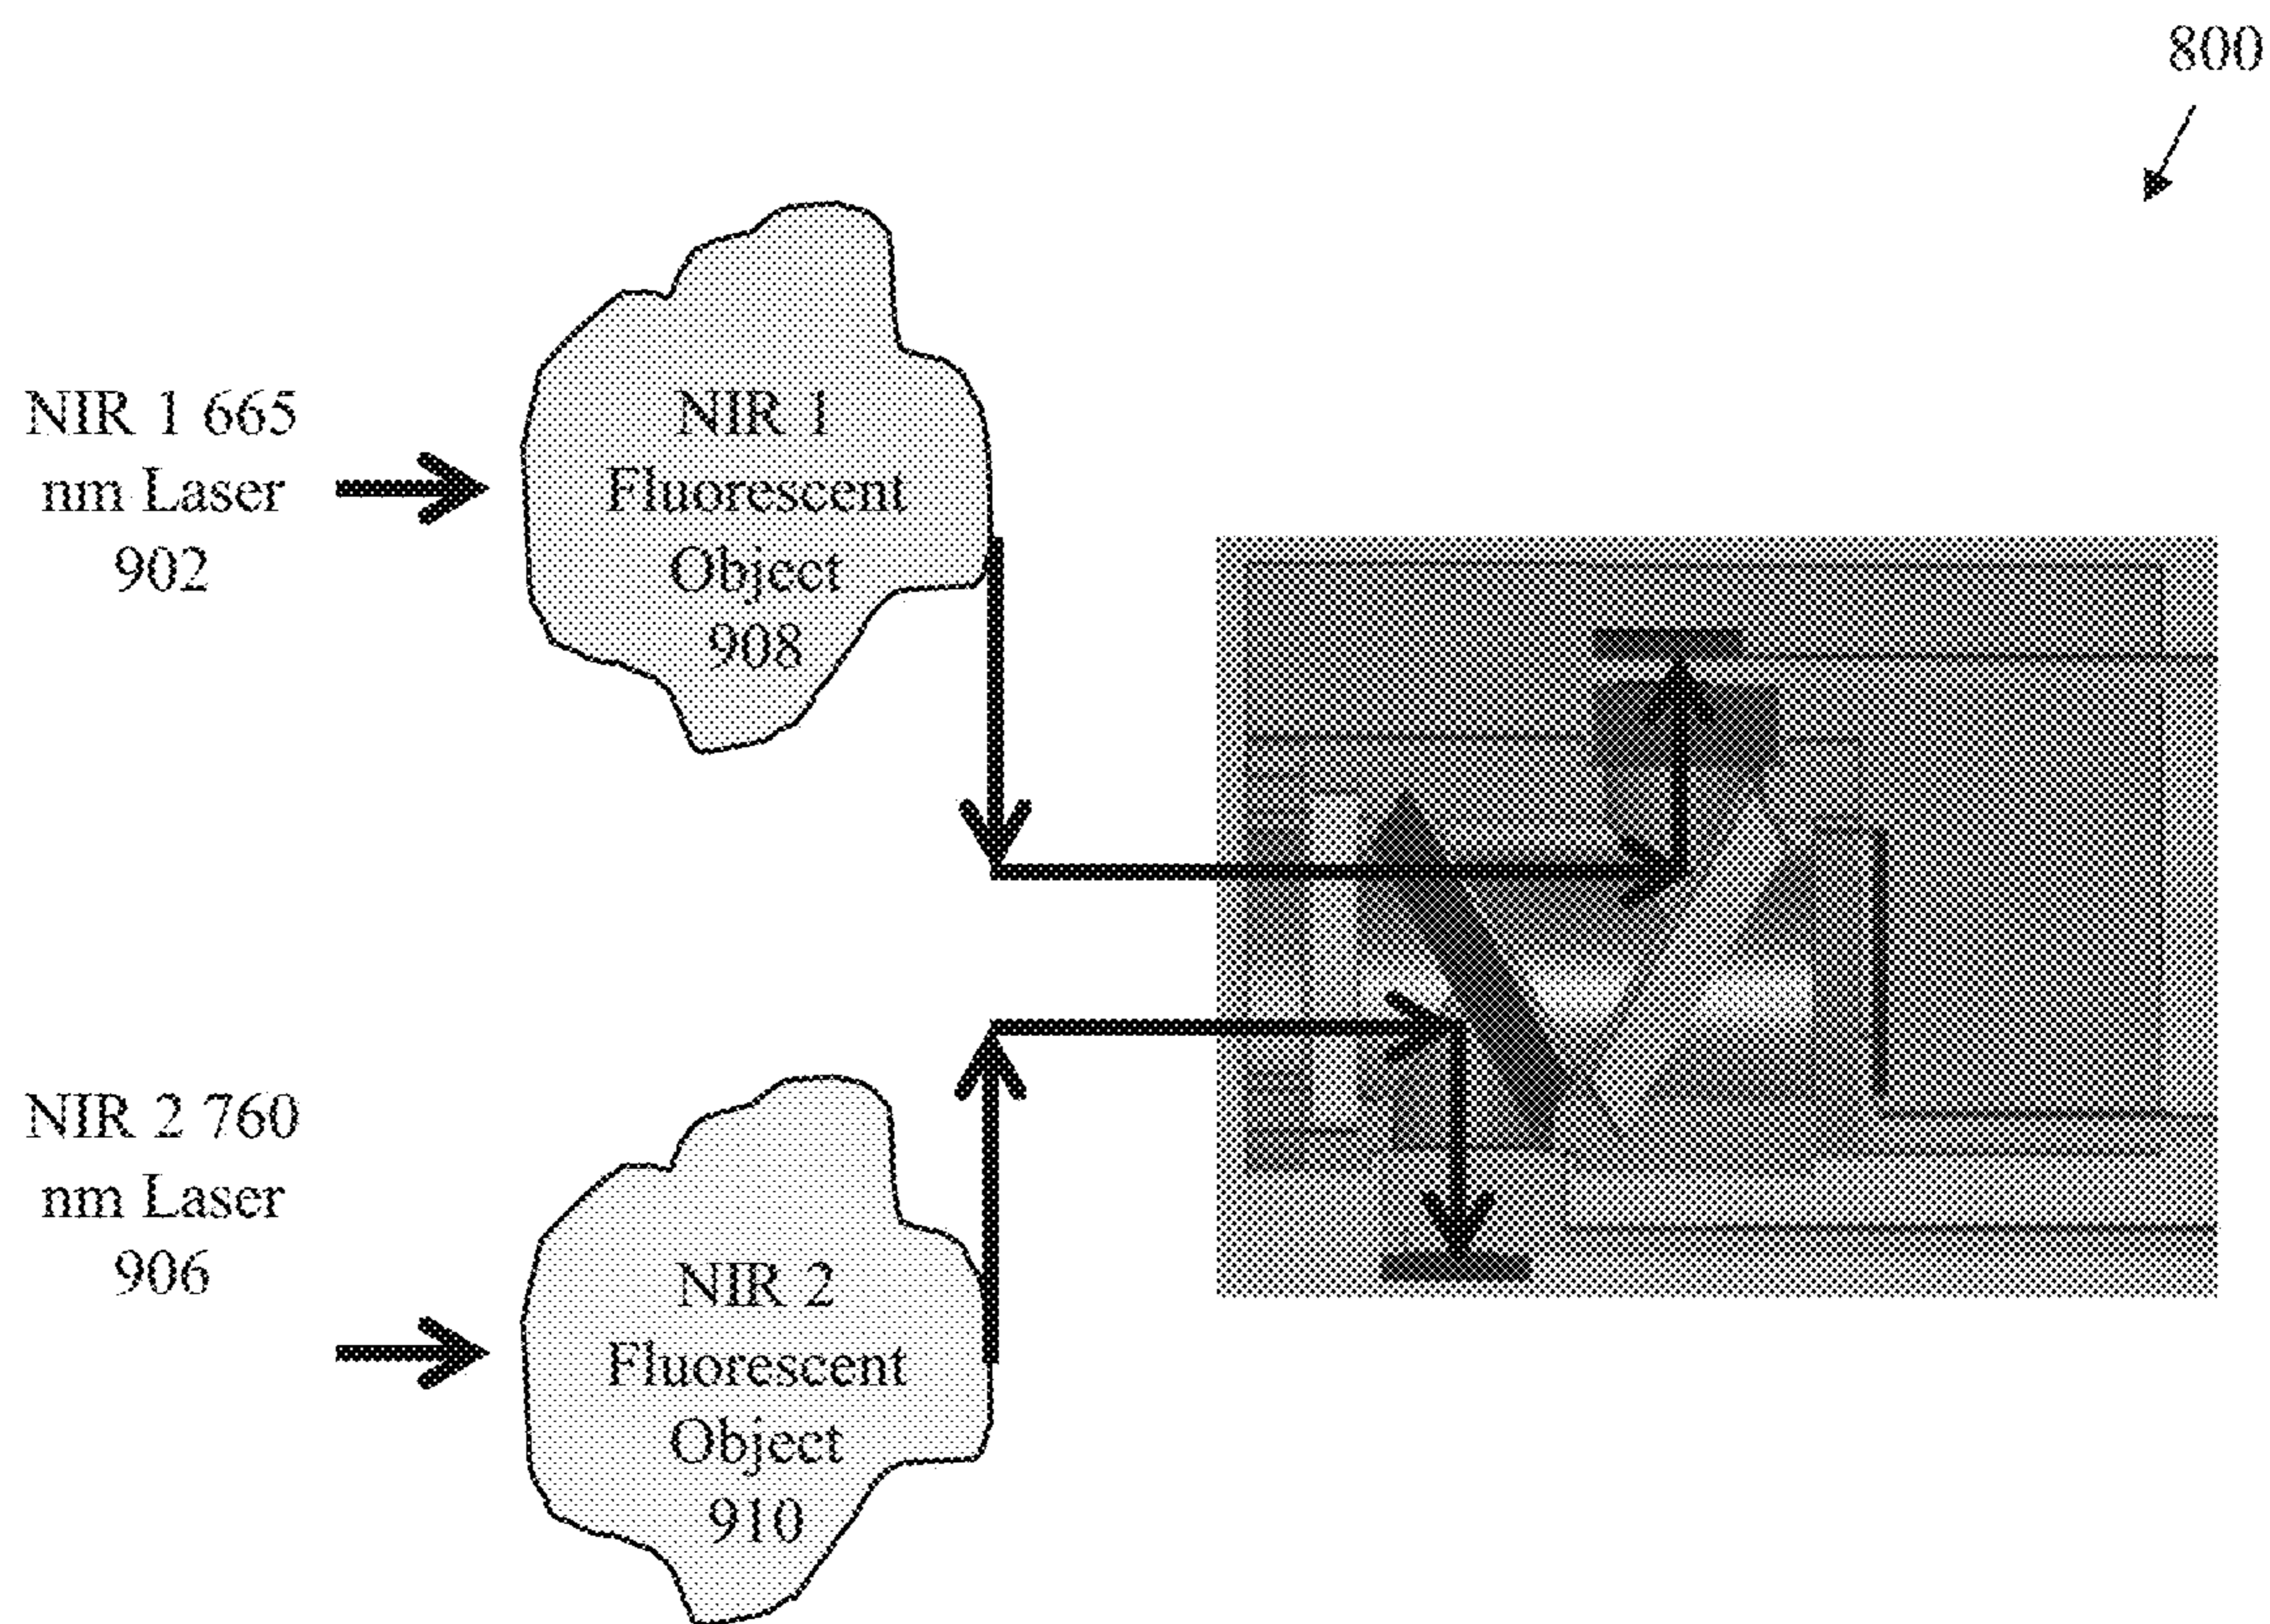 800
NIR 1 665
nm Laser
902
NIR 1
Fluorescent
Object
908
NIR 2 760
nm Laser
906
NIR 2
Fluorescent
Object
910